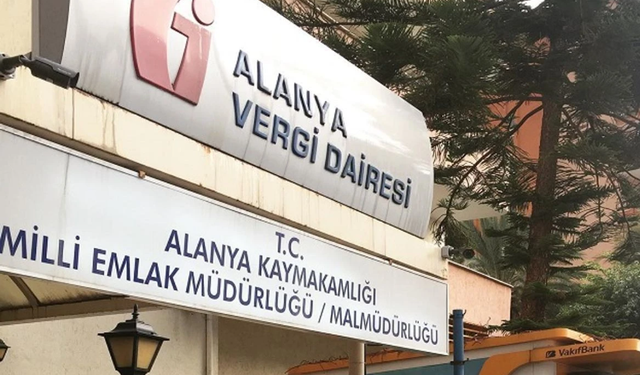 ALANYA
VERGİ DAİRESİ
T.C.
ALANYA KAYMAKAMLIĞI
MİLLİ EMLAK MÜDÜRLÜĞÜ / MALMÜDÜRLÜĞÜ
VakıfBank